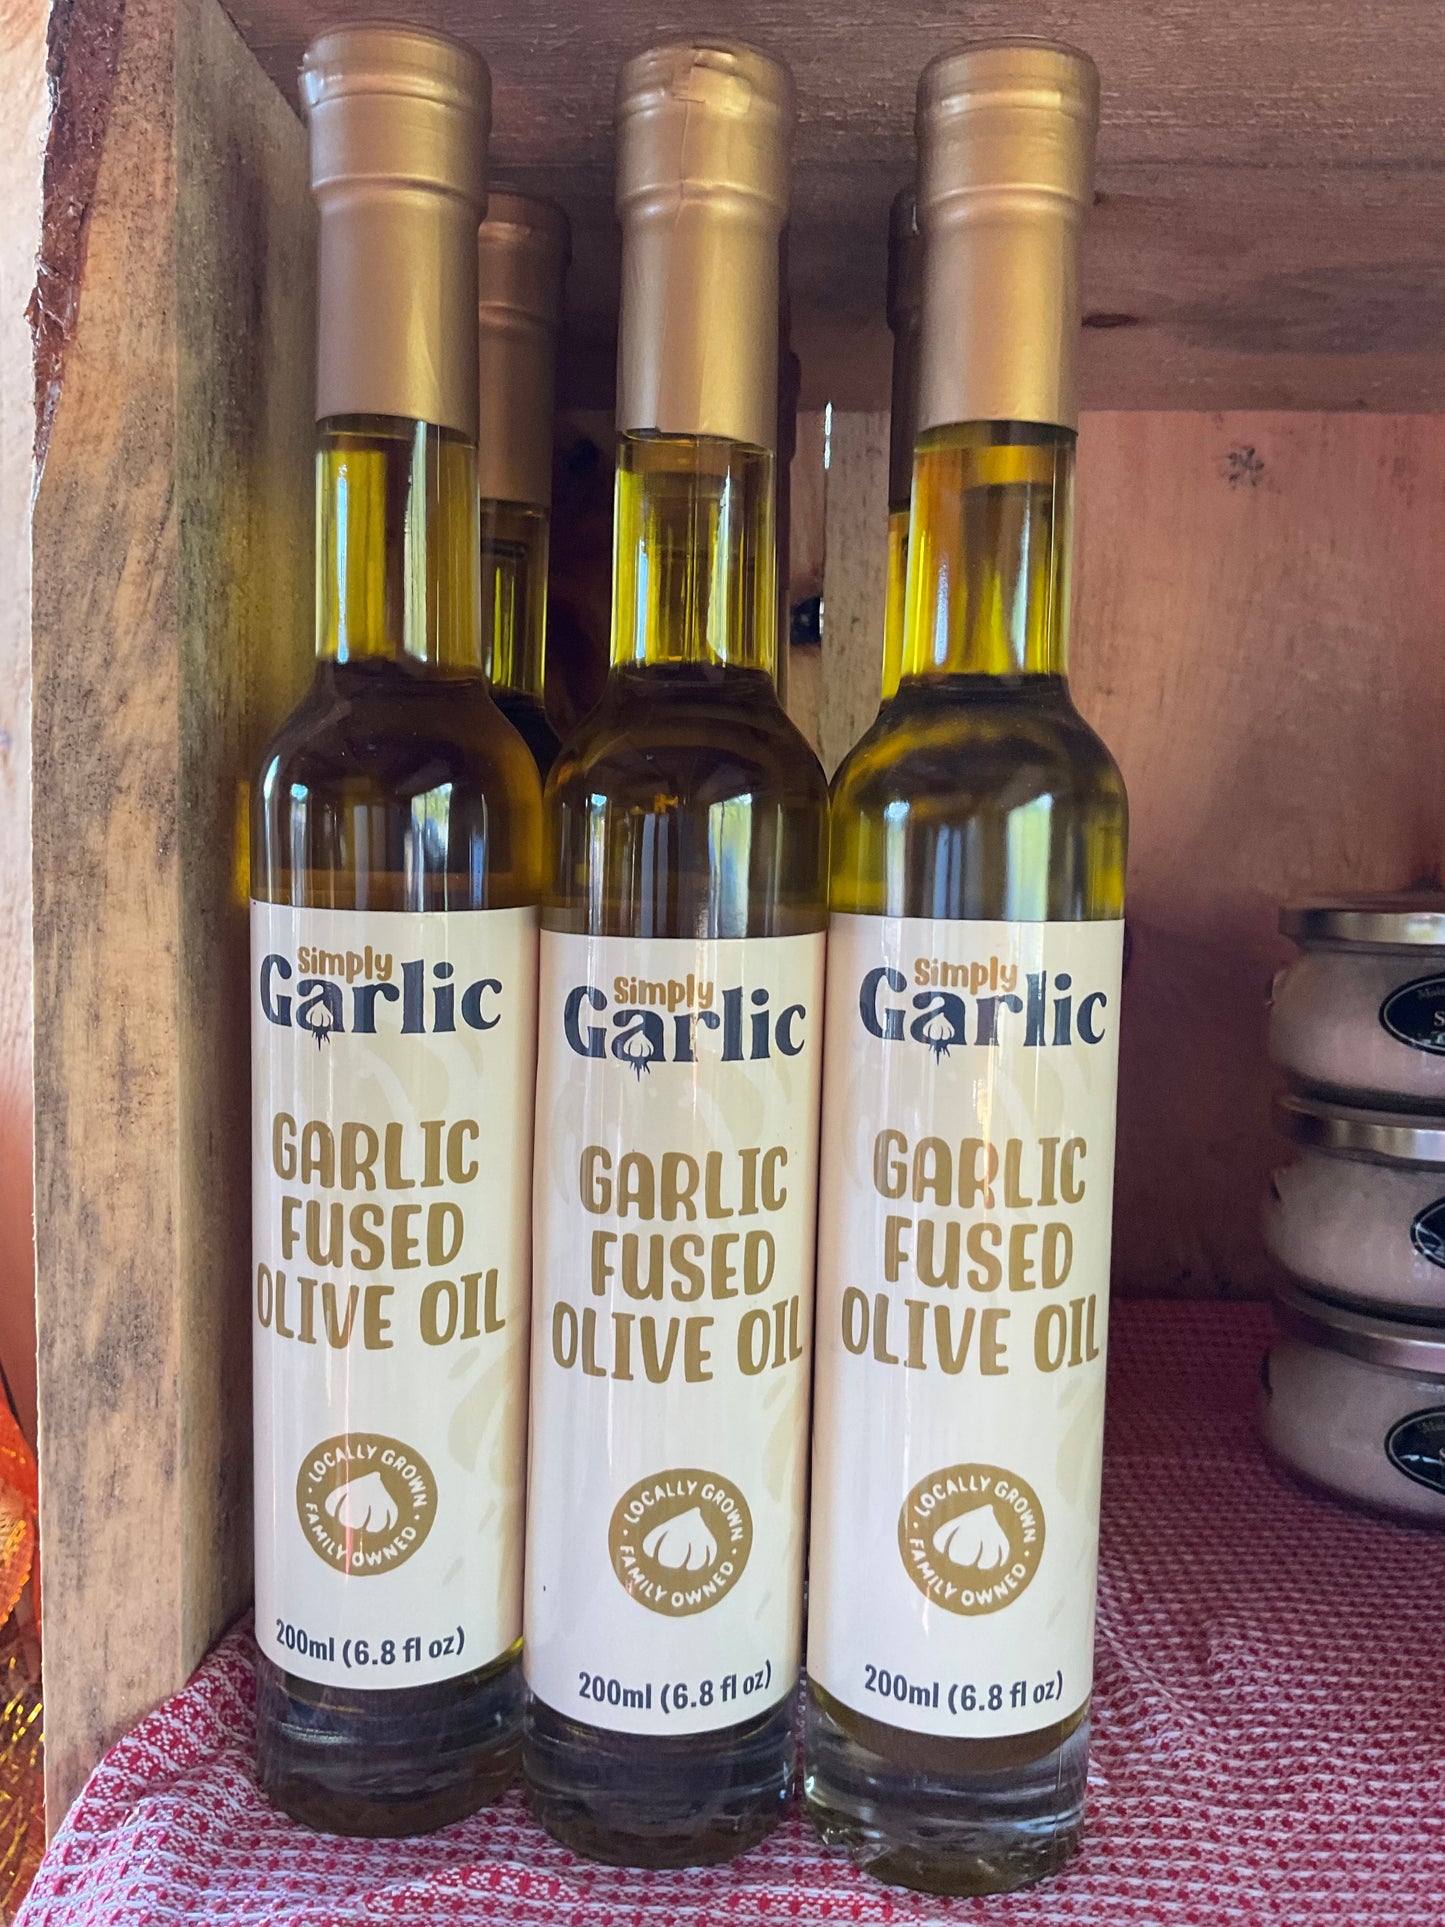 Simply
Garlic
GARLIC
FUSED
OLIVE OIL
LOCALLY GROWN
FAMILY OWNED
200ml (6.8 fl oz)
Simply
Garlic
GARLIC
FUSED
OLIVE OIL
LOCALLY GROWN
FAMILY OWNED
200ml (6.8 fl oz)
Simply
Garlic
GARLIC
FUSED
OLIVE OIL
LOCALLY GROWN
FAMILY OWNED
200ml (6.8 fl oz)